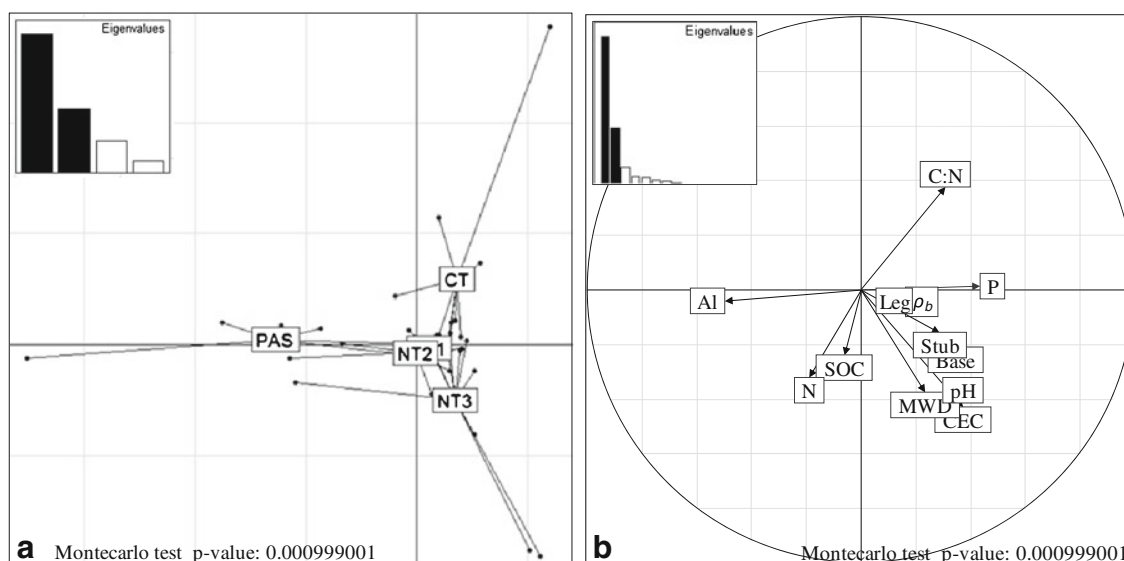 Eigenvalues
CT
PAS
1
NT2
NT3
a
Montecarlo test p-value: 0.000999001
Eigenvalues
C:N
P
Al
Leg
ρb
Stub
Base
SOC
N
pH
MWD
CEC
b
Montecarlo test p-value: 0.000999001